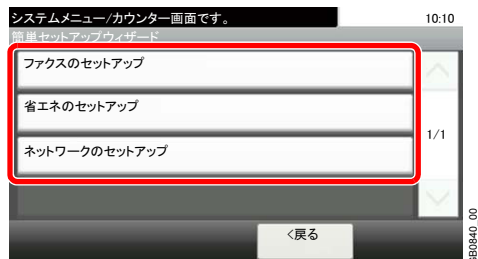 システムメニュー/カウンター画面です。
10:10
簡単セットアップウィザード
ファクスのセットアップ
省エネのセットアップ
1/1
ネットワークのセットアップ
<戻る
GB0840_00